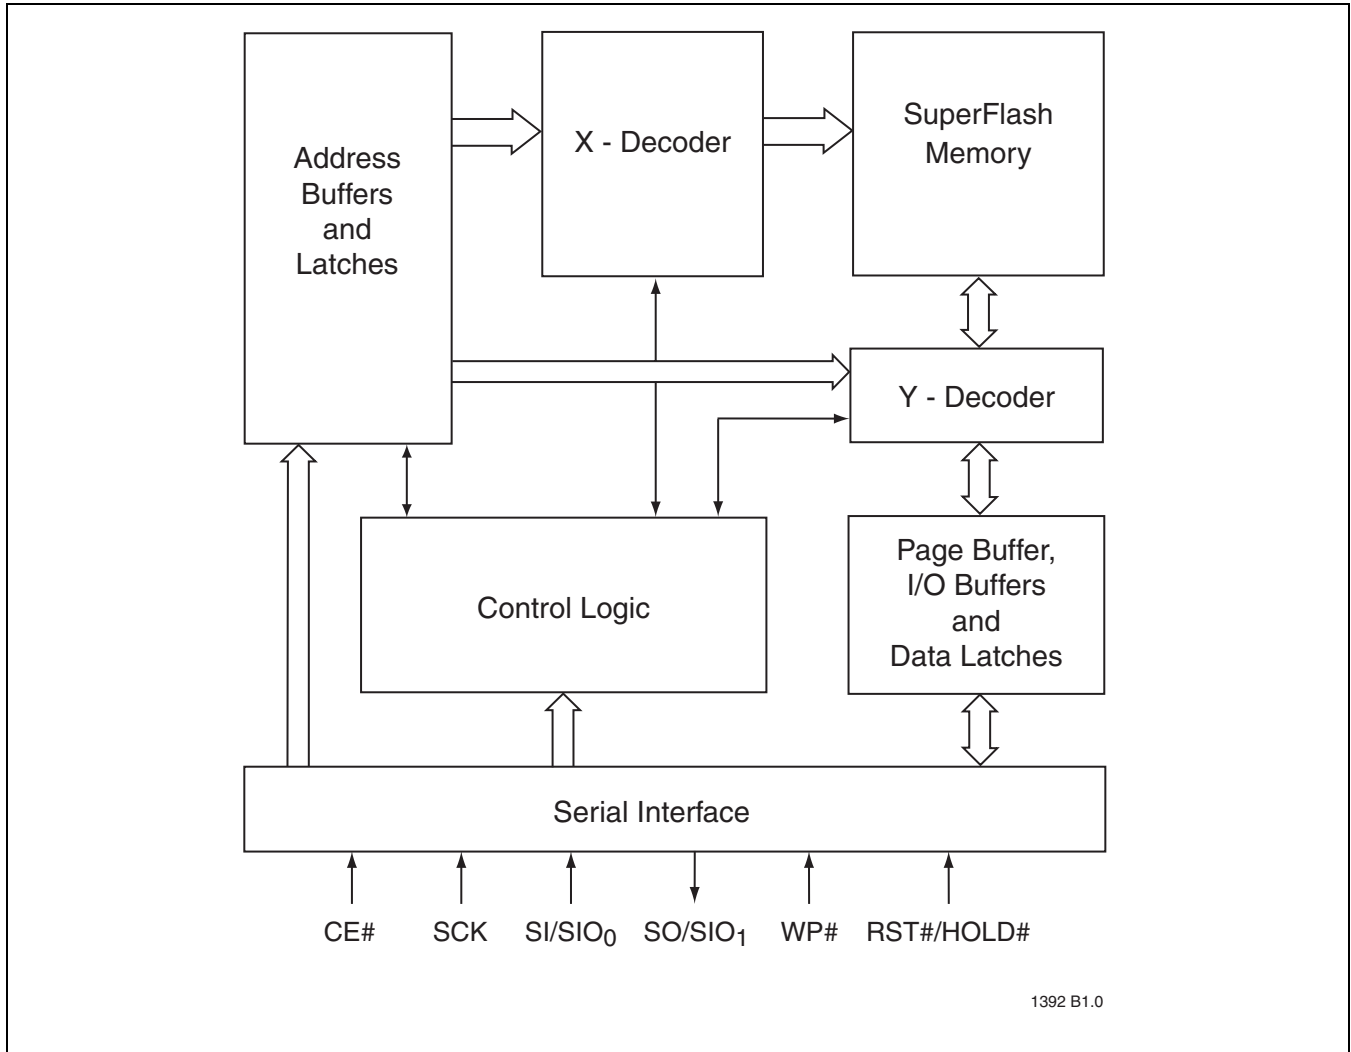 Address
Buffers
and
Latches
X - Decoder
SuperFlash
Memory
Y - Decoder
Control Logic
Page Buffer,
I/O Buffers
and
Data Latches
Serial Interface
CE# SCK SI/SIO0 SO/SIO1 WP# RST#/HOLD#
1392 B1.0